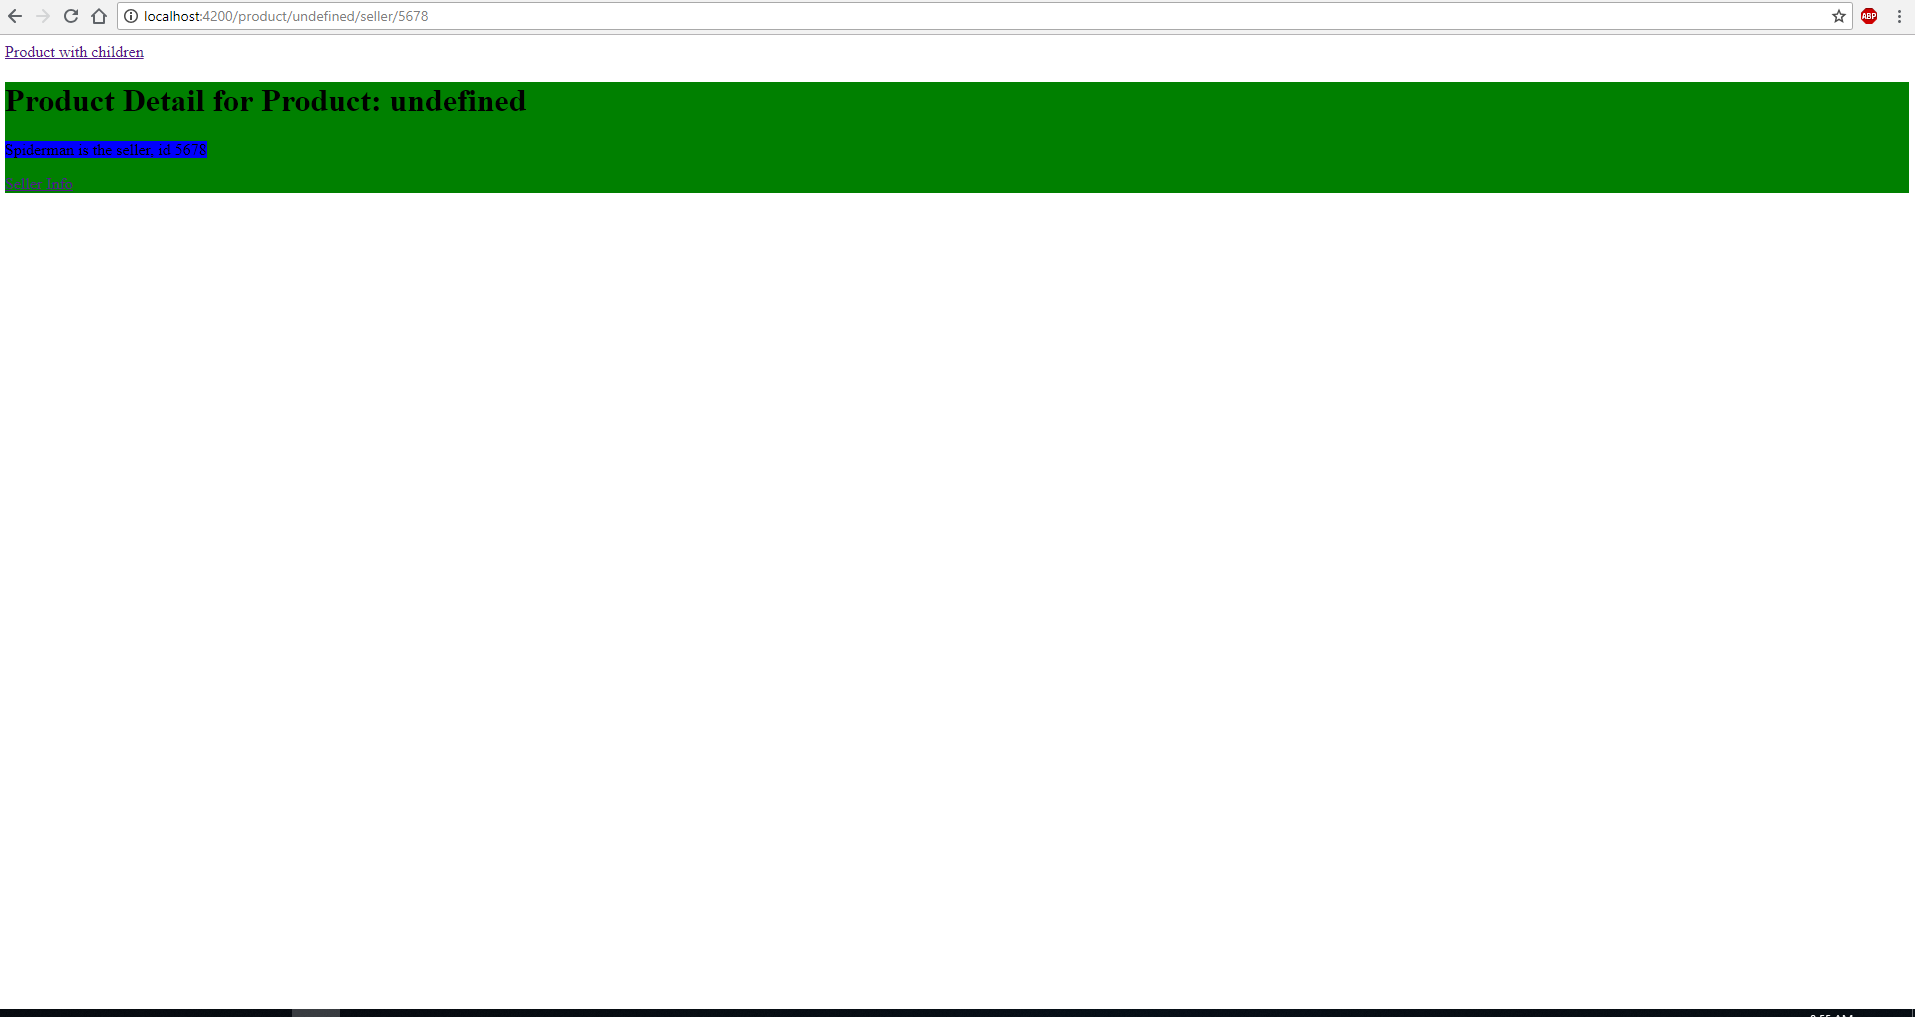 localhost:4200/product/undefined/seller/5678
ABP
Product with children
Product Detail for Product: undefined
Spiderman is the seller, id 5678
Seller Info